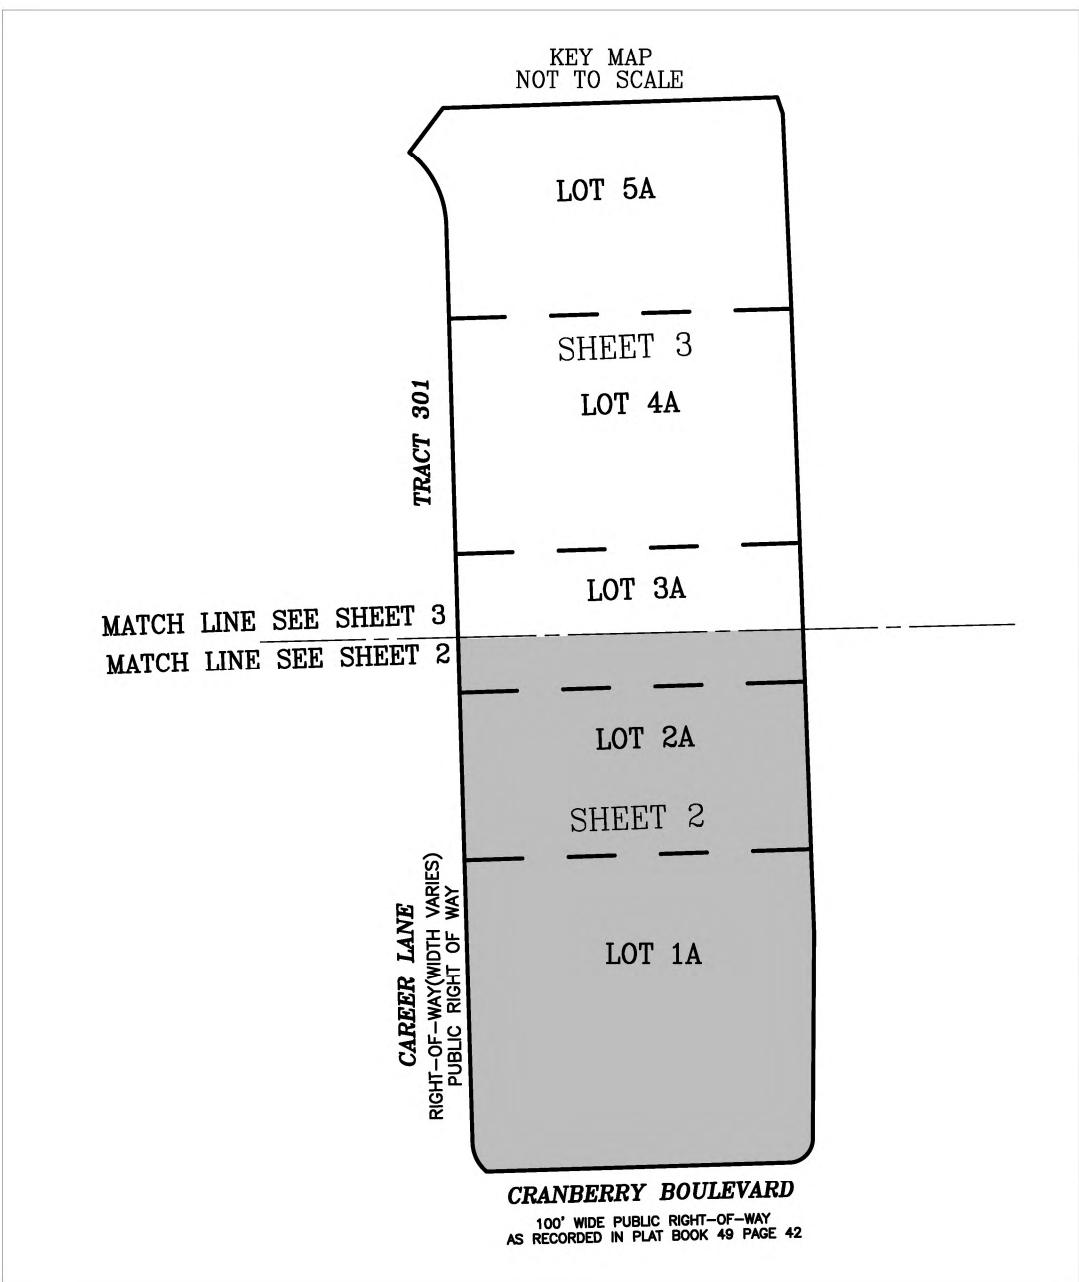 KEY MAP
NOT TO SCALE
LOT 5A
SHEET 3
LOT 4A
TRACT 301
LOT 3A
MATCH LINE SEE SHEET 3
MATCH LINE SEE SHEET 2
LOT 2A
SHEET 2
LOT 1A
CAREER LANE
RIGHT-OF-WAY(WIDTH VARIES)
PUBLIC RIGHT OF WAY
CRANBERRY BOULEVARD
100' WIDE PUBLIC RIGHT-OF-WAY
AS RECORDED IN PLAT BOOK 49 PAGE 42